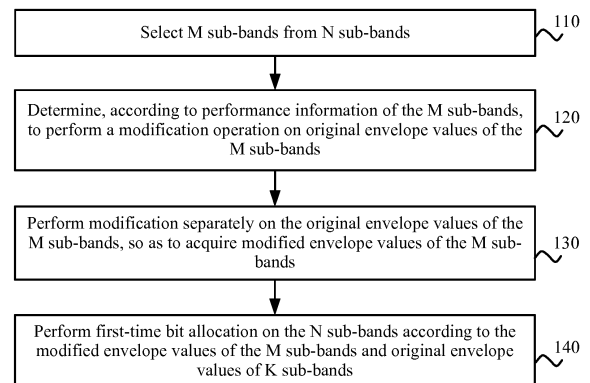 110
Select M sub-bands from N sub-bands
120
Determine, according to performance information of the M sub-bands,
to perform a modification operation on original envelope values of the
M sub-bands
130
Perform modification separately on the original envelope values of the
M sub-bands, so as to acquire modified envelope values of the M sub-
bands
140
Perform first-time bit allocation on the N sub-bands according to the
modified envelope values of the M sub-bands and original envelope
values of K sub-bands